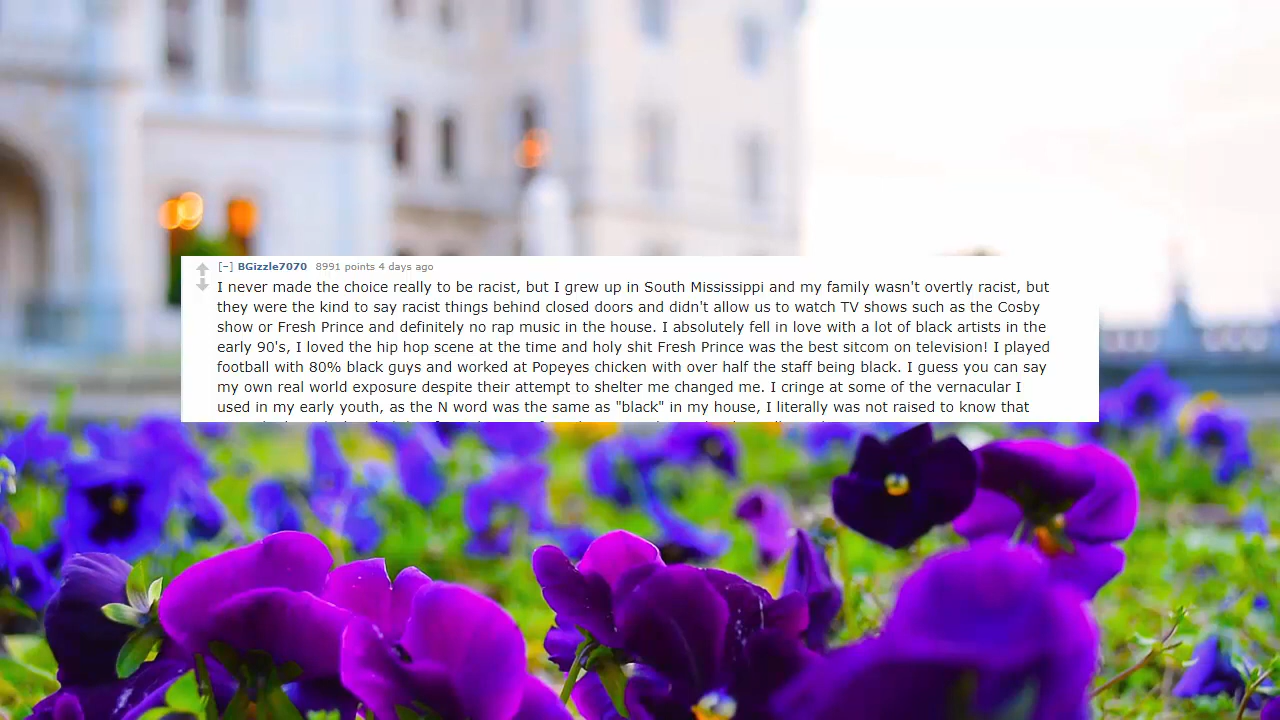 [–] BGizzle7070 8991 points 4 days ago
I never made the choice really to be racist, but I grew up in South Mississippi and my family wasn't overtly racist, but
they were the kind to say racist things behind closed doors and didn't allow us to watch TV shows such as the Cosby
show or Fresh Prince and definitely no rap music in the house. I absolutely fell in love with a lot of black artists in the
early 90's, I loved the hip hop scene at the time and holy shit Fresh Prince was the best sitcom on television! I played
football with 80% black guys and worked at Popeyes chicken with over half the staff being black. I guess you can say
my own real world exposure despite their attempt to shelter me changed me. I cringe at some of the vernacular I
used in my early youth, as the N word was the same as "black" in my house, I literally was not raised to know that